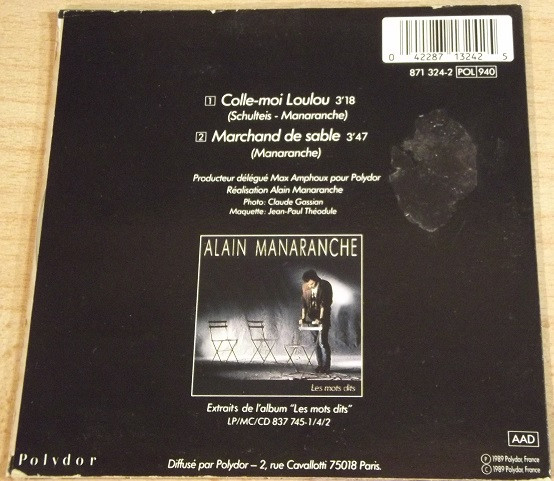 0 42287 13242 5
871 324-2 POL 940
1 Colle-moi Loulou 3'18
(Schulteis - Manaranche)
2 Marchand de sable 3'47
(Manaranche)
Producteur délégué Max Amphoux pour Polydor
Réalisation Alain Manaranche
Photo: Claude Gassian
Maquette: Jean-Paul Théodule
ALAIN MANARANCHE
Les mots dits
Extraits de l'album "Les mots dits"
LP/MC/CD 837 745-1/4/2
AAD
Polydor
Diffusé par Polydor – 2, rue Cavallotti 75018 Paris.
Ⓟ 1989 Polydor, France
© 1989 Polydor, France